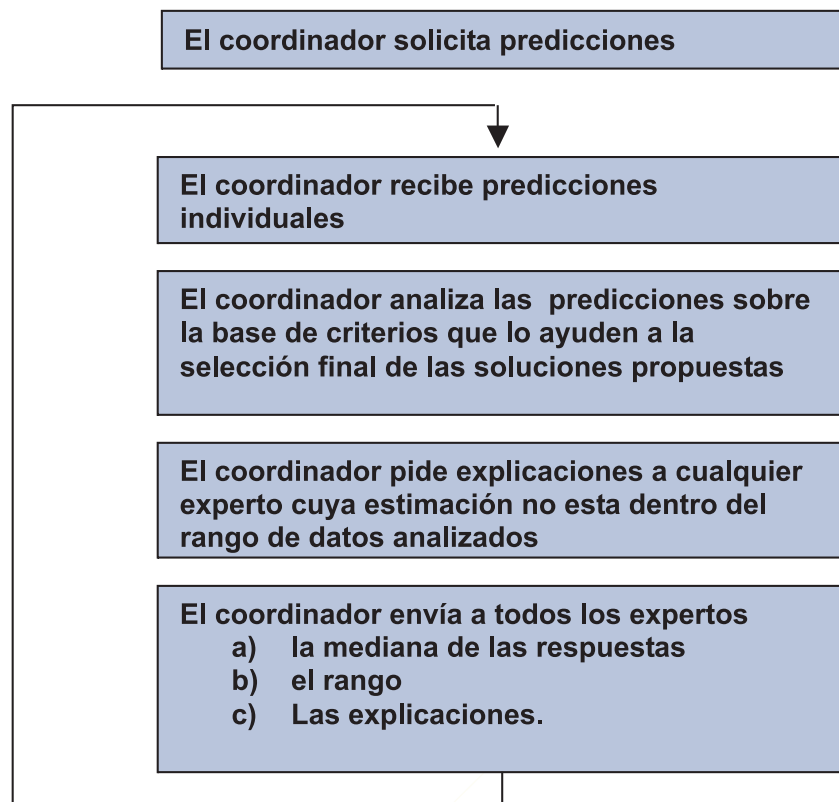 El coordinador solicita predicciones
El coordinador recibe predicciones
individuales
El coordinador analiza las predicciones sobre
la base de criterios que lo ayuden a la
selección final de las soluciones propuestas
El coordinador pide explicaciones a cualquier
experto cuya estimación no esta dentro del
rango de datos analizados
El coordinador envía a todos los expertos
a) la mediana de las respuestas
b) el rango
c) Las explicaciones.